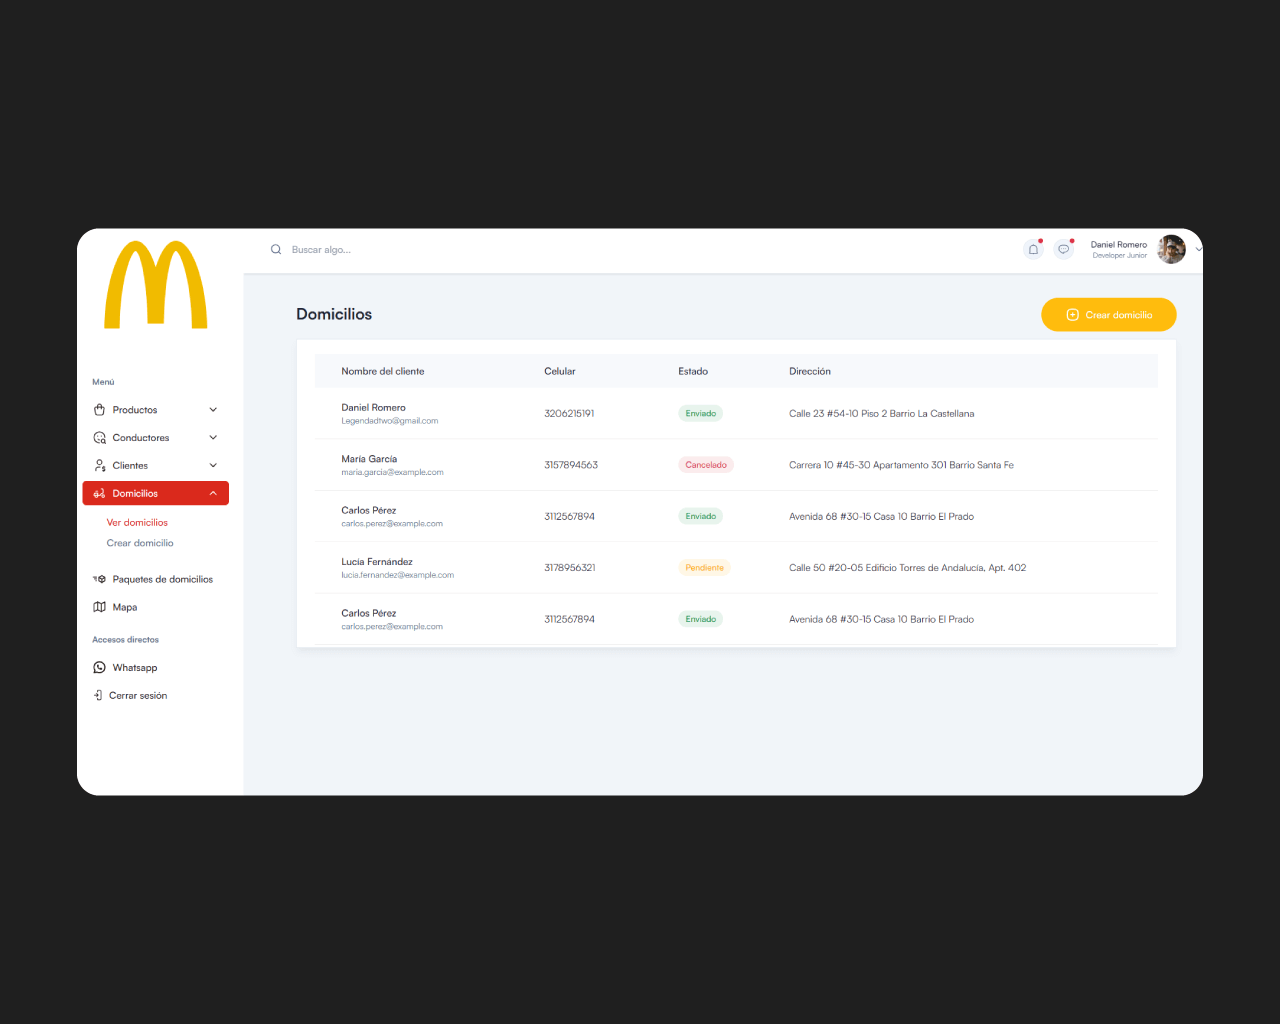 Buscar algo...
Daniel Romero
Developer Junior
Menú
Productos
Conductores
Clientes
Domicilios
Ver domicilios
Crear domicilio
Paquetes de domicilios
Mapa
Accesos directos
Whatsapp
Cerrar sesión
Domicilios
Crear domicilio
Nombre del cliente Celular Estado Dirección
Daniel Romero
Legendadtwo@gmail.com
3206215191 Enviado Calle 23 #54-10 Piso 2 Barrio La Castellana
María García
maria.garcia@example.com
3157894563 Cancelado Carrera 10 #45-30 Apartamento 301 Barrio Santa Fe
Carlos Pérez
carlos.perez@example.com
3112567894 Enviado Avenida 68 #30-15 Casa 10 Barrio El Prado
Lucía Fernández
lucia.fernandez@example.com
3178956321 Pendiente Calle 50 #20-05 Edificio Torres de Andalucía, Apt. 402
Carlos Pérez
carlos.perez@example.com
3112567894 Enviado Avenida 68 #30-15 Casa 10 Barrio El Prado